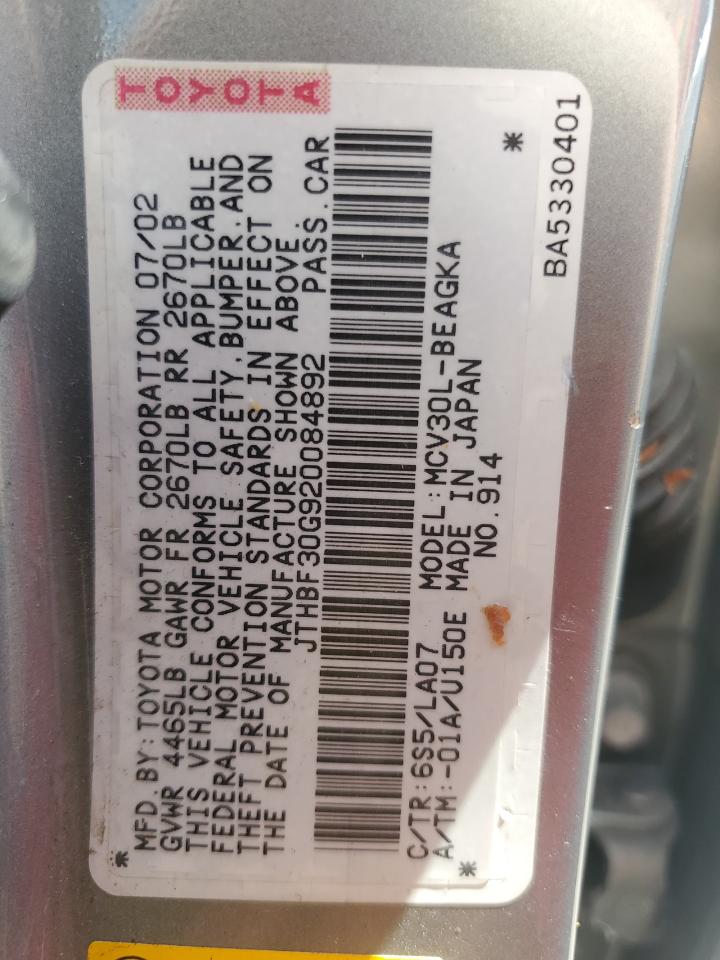 TOYOTA
MFD.BY:TOYOTA MOTOR CORPORATION 07/02
GVWR 4465LB GAWR FR 2670LB RR 2670LB
THIS VEHICLE CONFORMS TO ALL APPLICABLE
FEDERAL MOTOR VEHICLE SAFETY,BUMPER,AND
THEFT PREVENTION STANDARDS IN EFFECT ON
THE DATE OF MANUFACTURE SHOWN ABOVE.
JTHBF30G920084892 PASS.CAR
C/TR:6S5/LA07 MODEL:MCV30L-BEAGKA
A/TM:-01A/U150E MADE IN JAPAN
NO.914
BA5330401